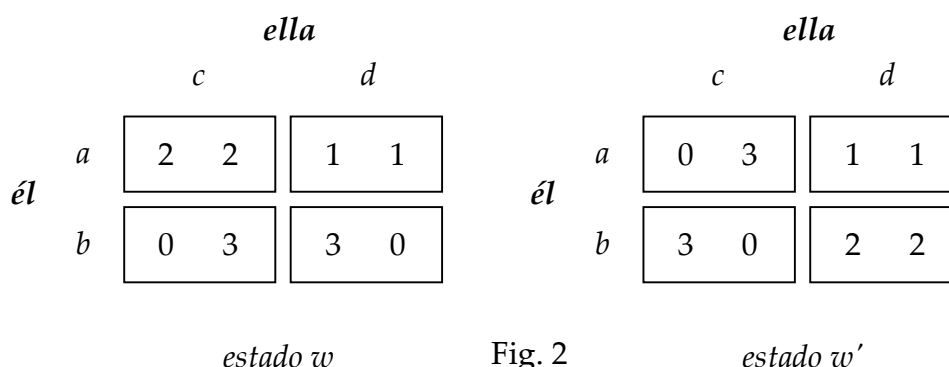 ella ella
c d c d
a 2 2 1 1 a 0 3 1 1
él él
b 0 3 3 0 b 3 0 2 2
estado w Fig. 2 estado w'